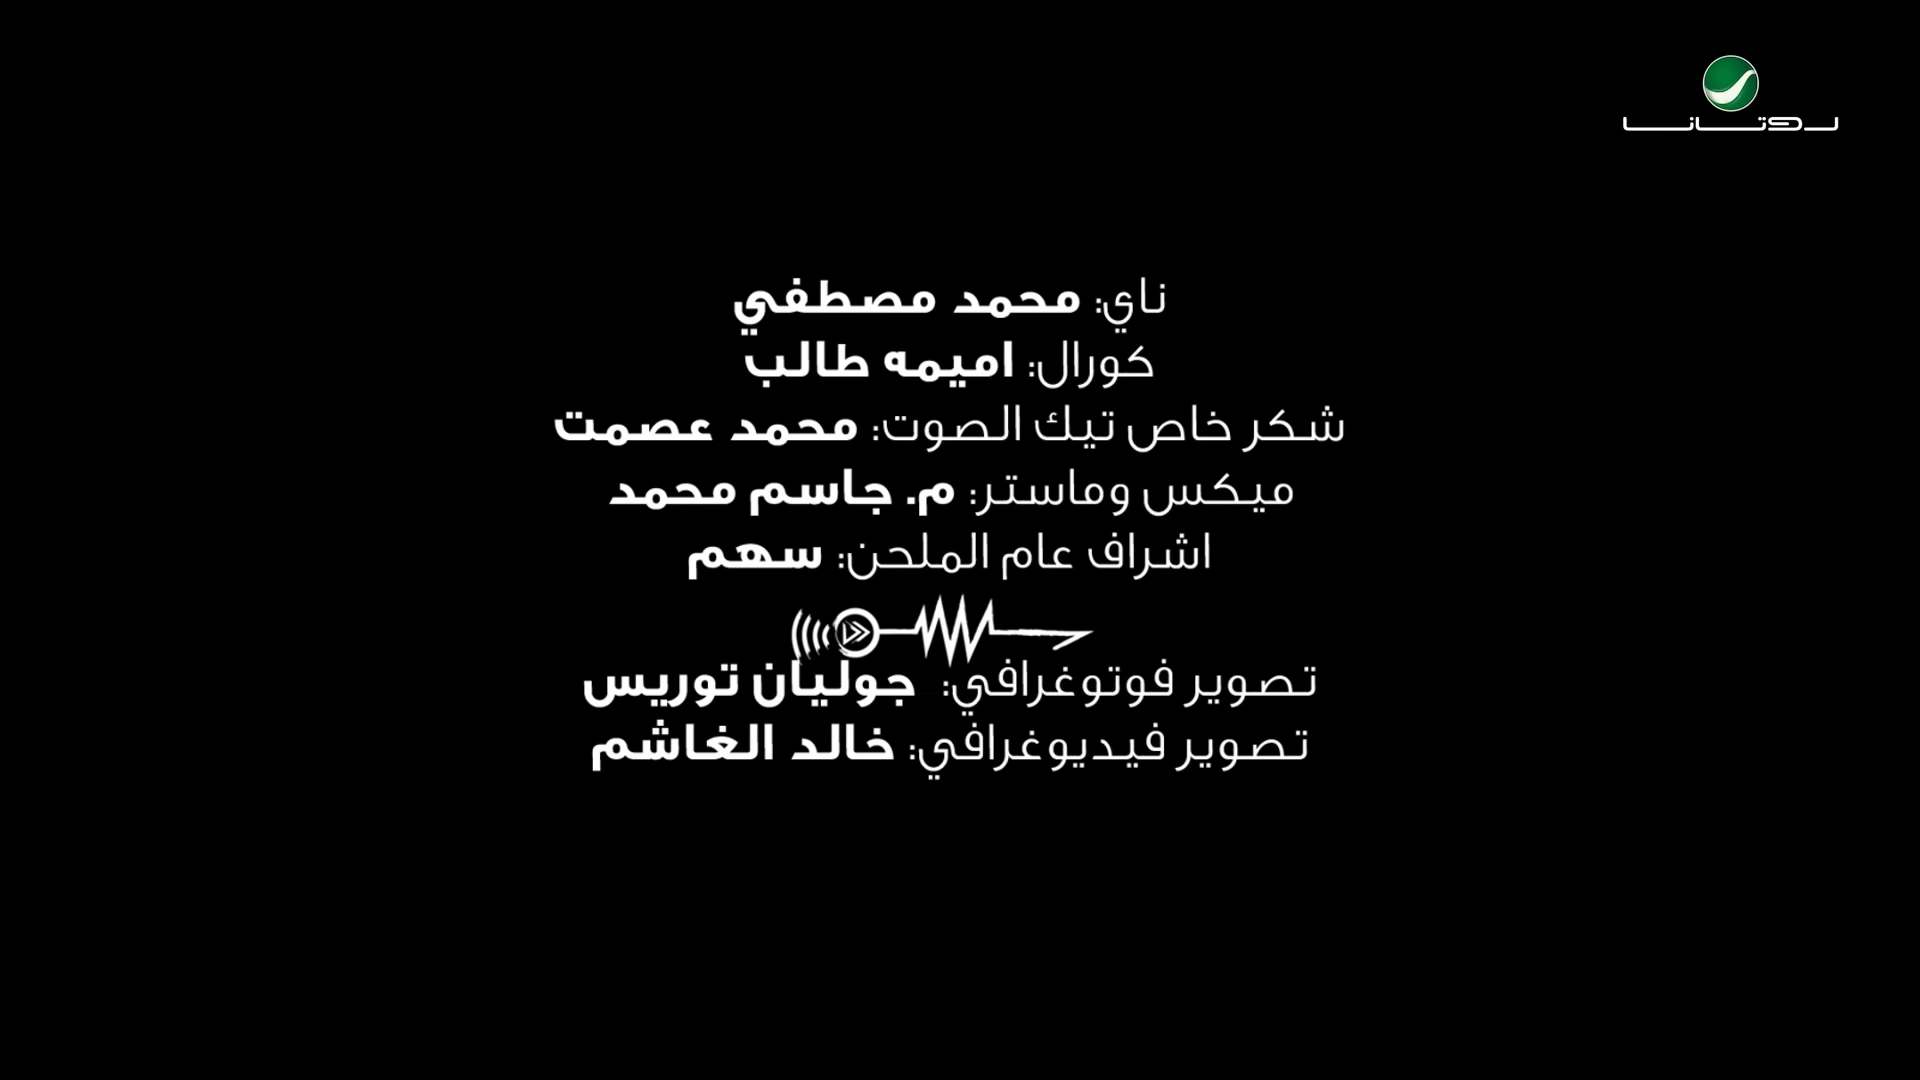 روتانا
ناي: محمد مصطفي
كورال: اميمه طالب
شكر خاص تيك الصوت: محمد عصمت
ميكس وماستر: م. جاسم محمد
اشراف عام الملحن: سهم
تصوير فوتوغرافي: جوليان توريس
تصوير فيديوغرافي: خالد الغاشم